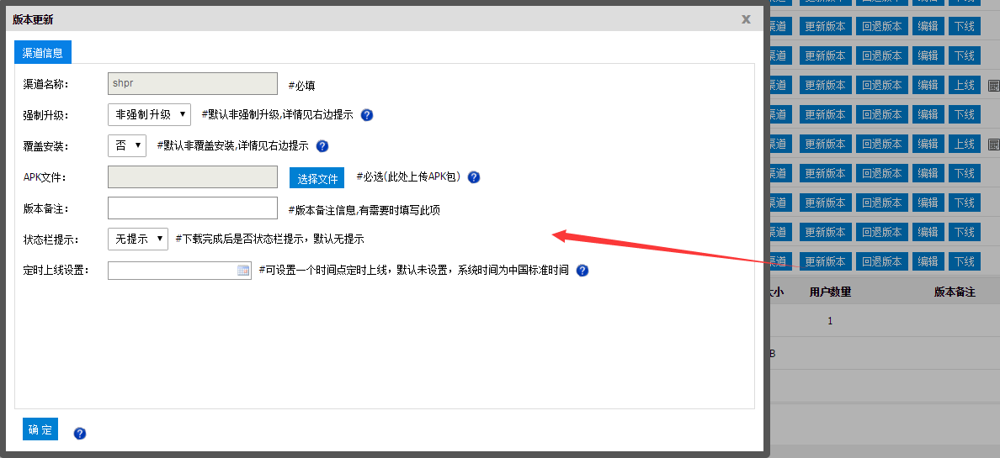 版本更新 x
渠道信息
渠道名称: shpr #必填
强制升级: 非强制升级 #默认非强制升级,详情见右边提示 ?
覆盖安装: 否 #默认非覆盖安装,详情见右边提示 ?
APK文件: 选择文件 #必选(此处上传APK包) ?
版本备注: #版本备注信息,有需要时填写此项
状态栏提示: 无提示 #下载完成后是否状态栏提示，默认无提示
定时上线设置: #可设置一个时间点定时上线，默认未设置，系统时间为中国标准时间 ?
确 定 ?
渠道 更新版本 回退版本 编辑 下线
渠道 更新版本 回退版本 编辑 下线
渠道 更新版本 回退版本 编辑 上线
渠道 更新版本 回退版本 编辑 下线
渠道 更新版本 回退版本 编辑 上线
渠道 更新版本 回退版本 编辑 下线
渠道 更新版本 回退版本 编辑 下线
渠道 更新版本 回退版本 编辑 下线
渠道 更新版本 回退版本 编辑 下线
大小 用户数量 版本备注
1
B